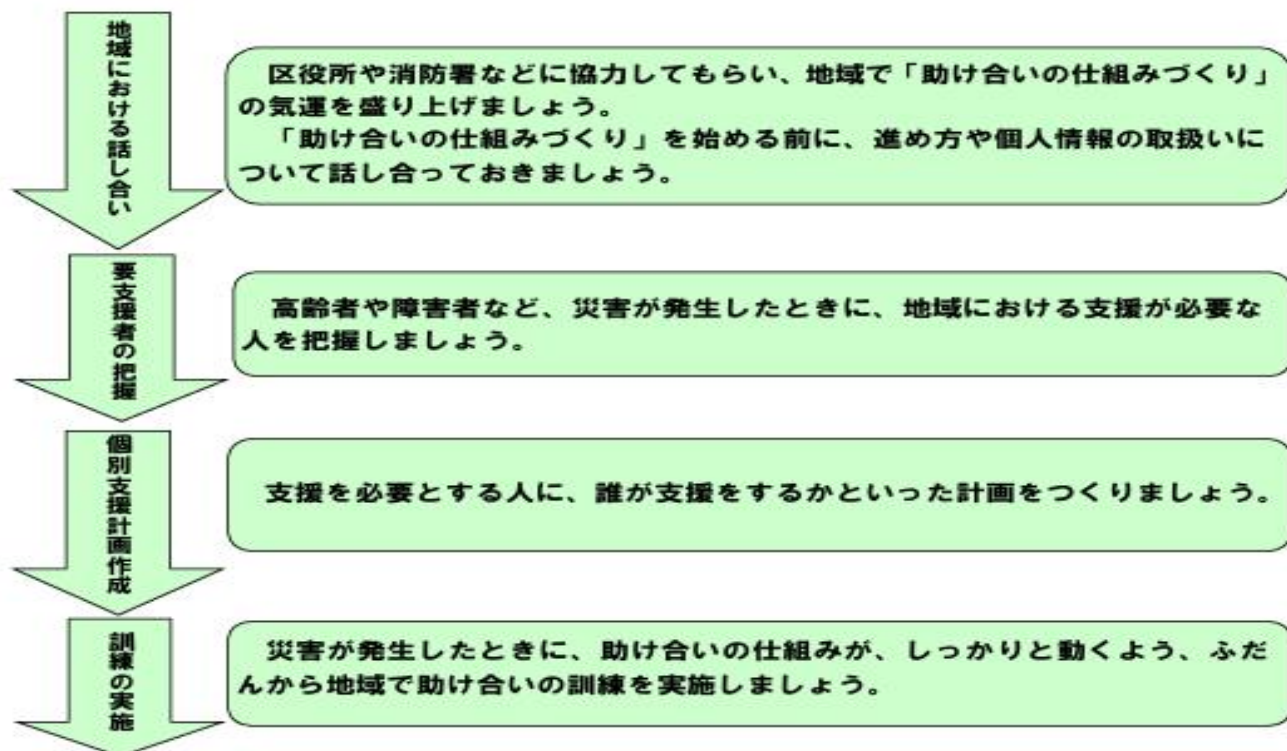 地域における話し合い
区役所や消防署などに協力してもらい、地域で「助け合いの仕組みづくり」
の気運を盛り上げましょう。
「助け合いの仕組みづくり」を始める前に、進め方や個人情報の取扱いに
ついて話し合っておきましょう。
要支援者の把握
高齢者や障害者など、災害が発生したときに、地域における支援が必要な
人を把握しましょう。
個別支援計画作成
支援を必要とする人に、誰が支援をするかといった計画をつくりましょう。
訓練の実施
災害が発生したときに、助け合いの仕組みが、しっかりと動くよう、ふだ
んから地域で助け合いの訓練を実施しましょう。